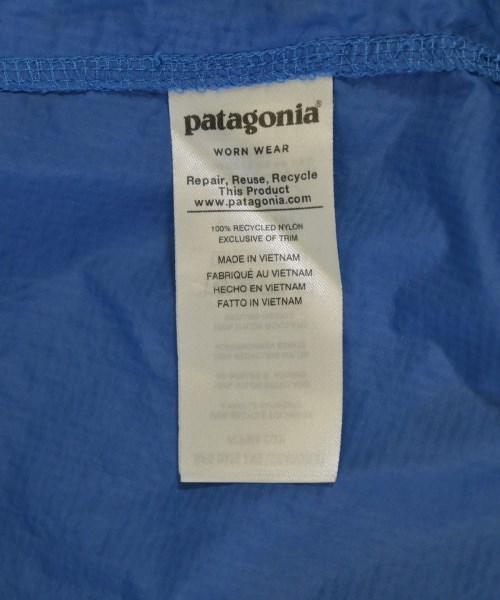 patagonia®
WORN WEAR
Repair, Reuse, Recycle
This Product
www.patagonia.com
100% RECYCLED NYLON
EXCLUSIVE OF TRIM
MADE IN VIETNAM
FABRIQUÉ AU VIETNAM
HECHO EN VIETNAM
FATTO IN VIETNAM